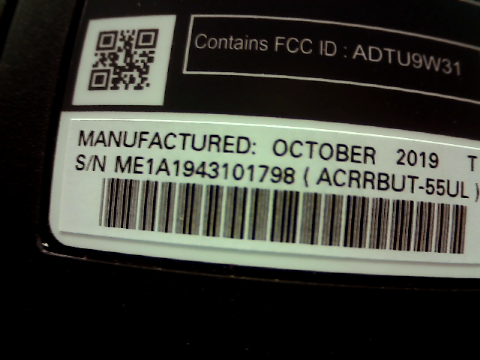 Contains FCC ID : ADTU9W31
MANUFACTURED: OCTOBER 2019 T
S/N ME1A1943101798 ( ACRRBUT-55UL )